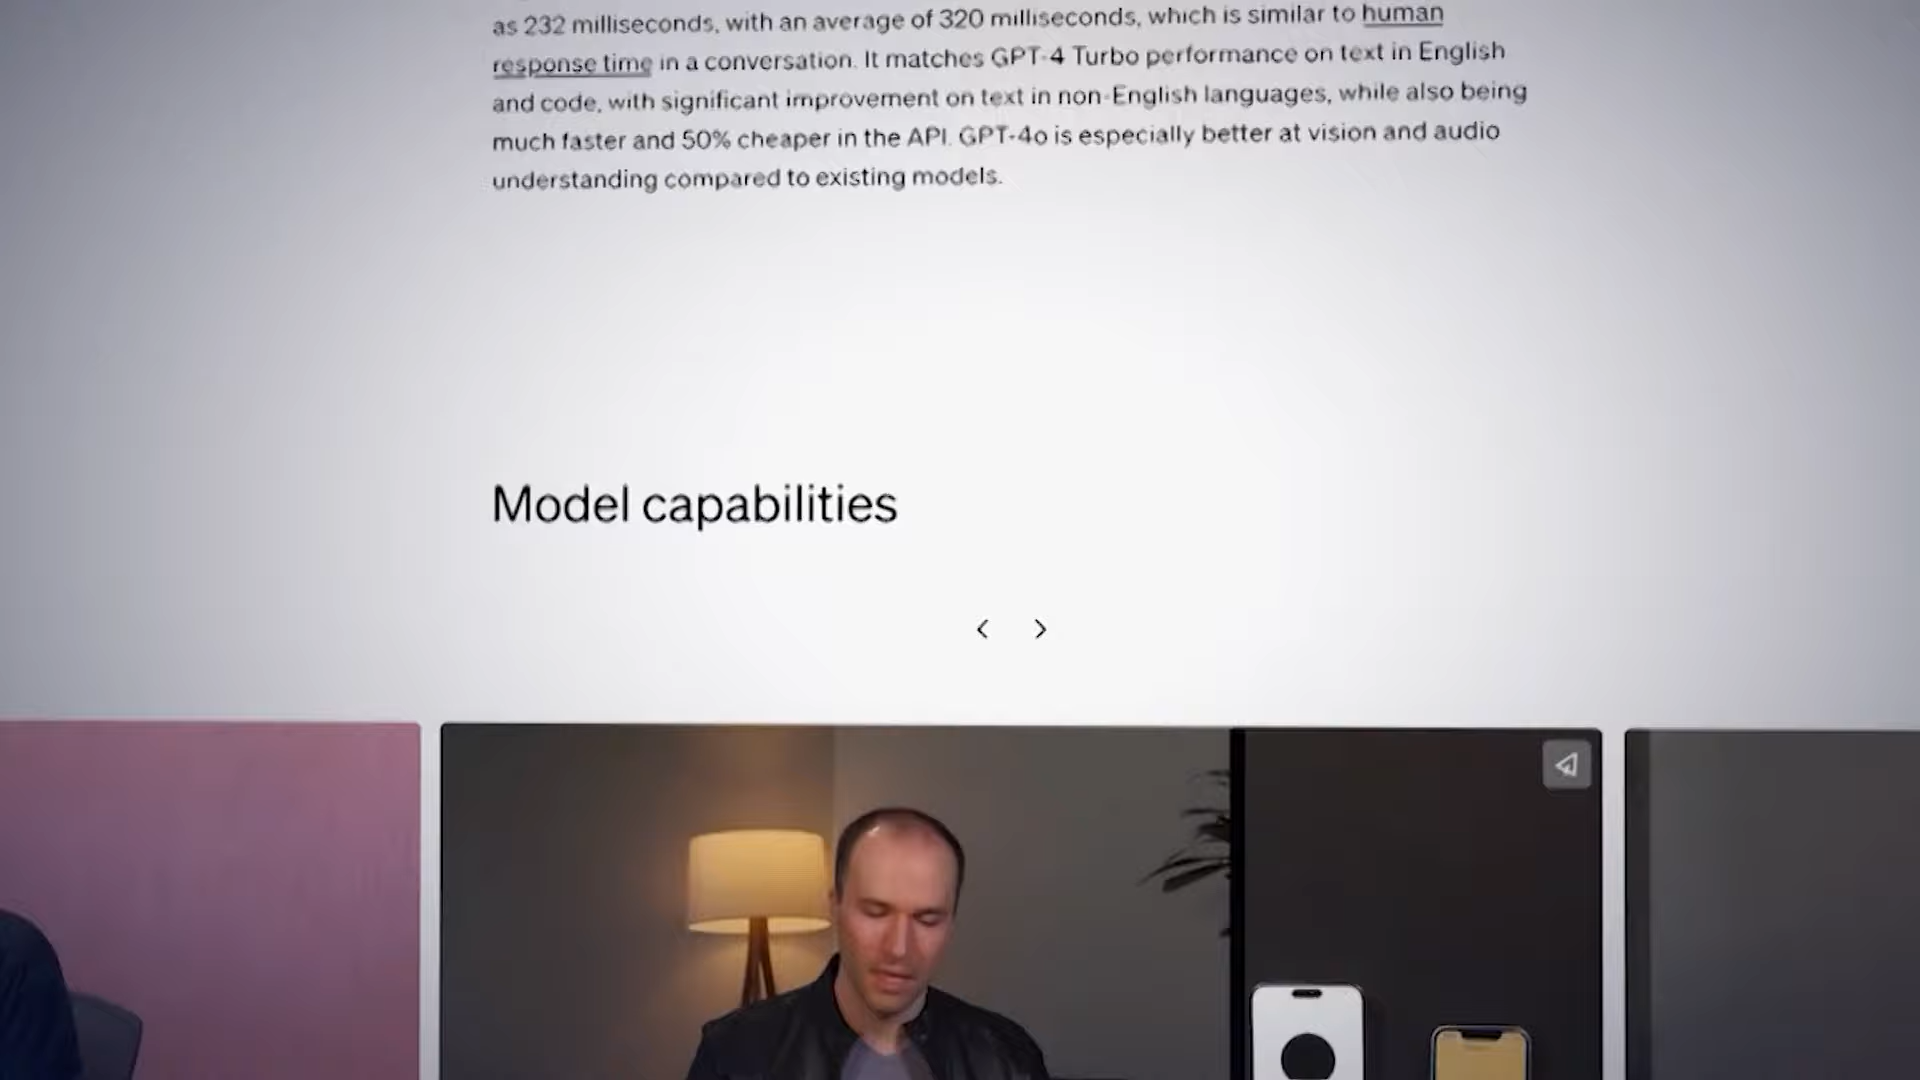 as 232 milliseconds, with an average of 320 milliseconds, which is similar to human
response time in a conversation. It matches GPT-4 Turbo performance on text in English
and code, with significant improvement on text in non-English languages, while also being
much faster and 50% cheaper in the API. GPT-4o is especially better at vision and audio
understanding compared to existing models.
Model capabilities